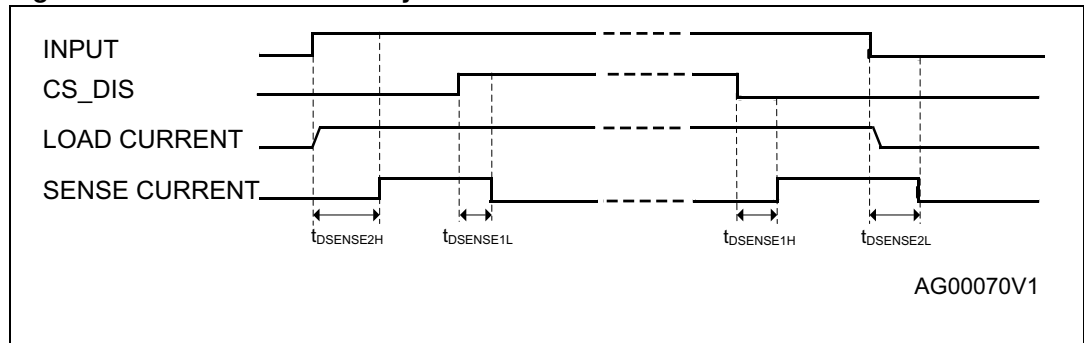 INPUT
CS_DIS
LOAD CURRENT
SENSE CURRENT
tDSENSE2H
tDSENSE1L
tDSENSE1H
tDSENSE2L
AG00070V1